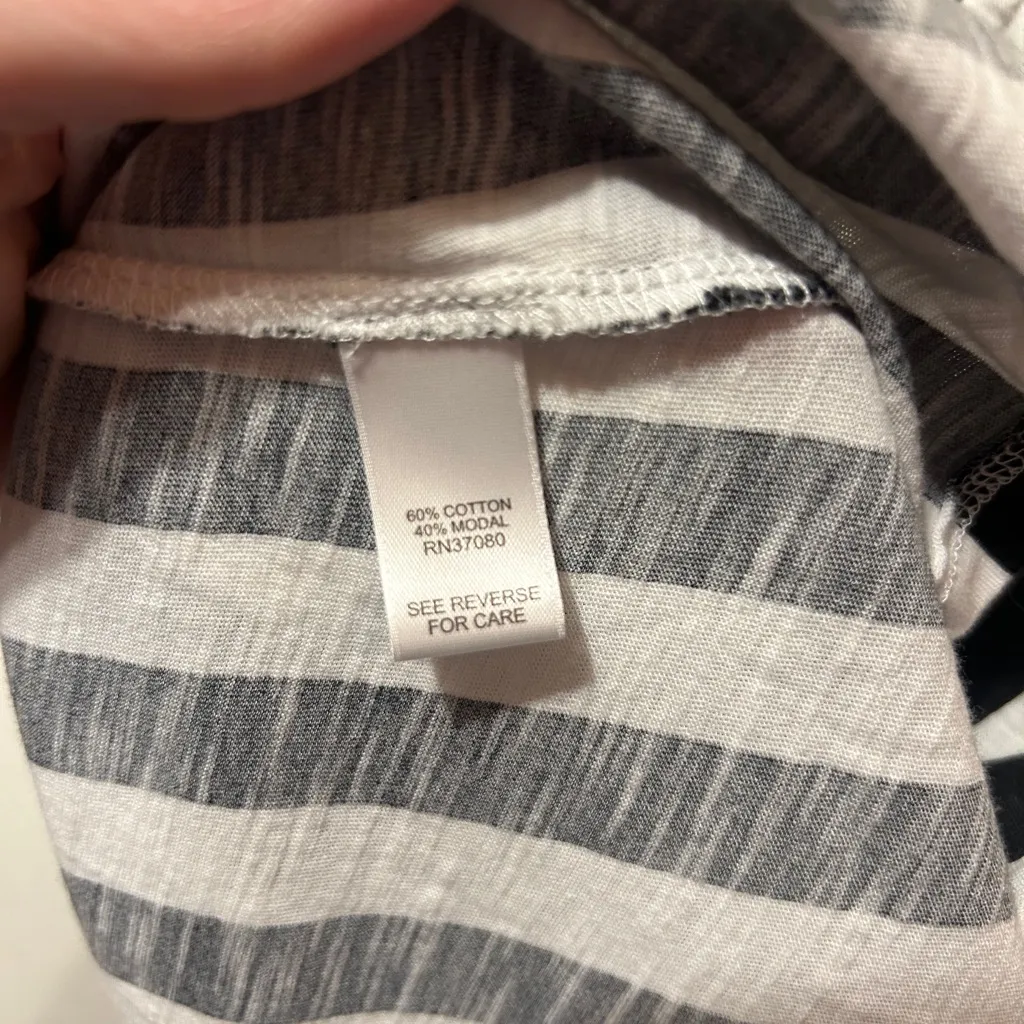 60% COTTON
40% MODAL
RN37080
SEE REVERSE
FOR CARE